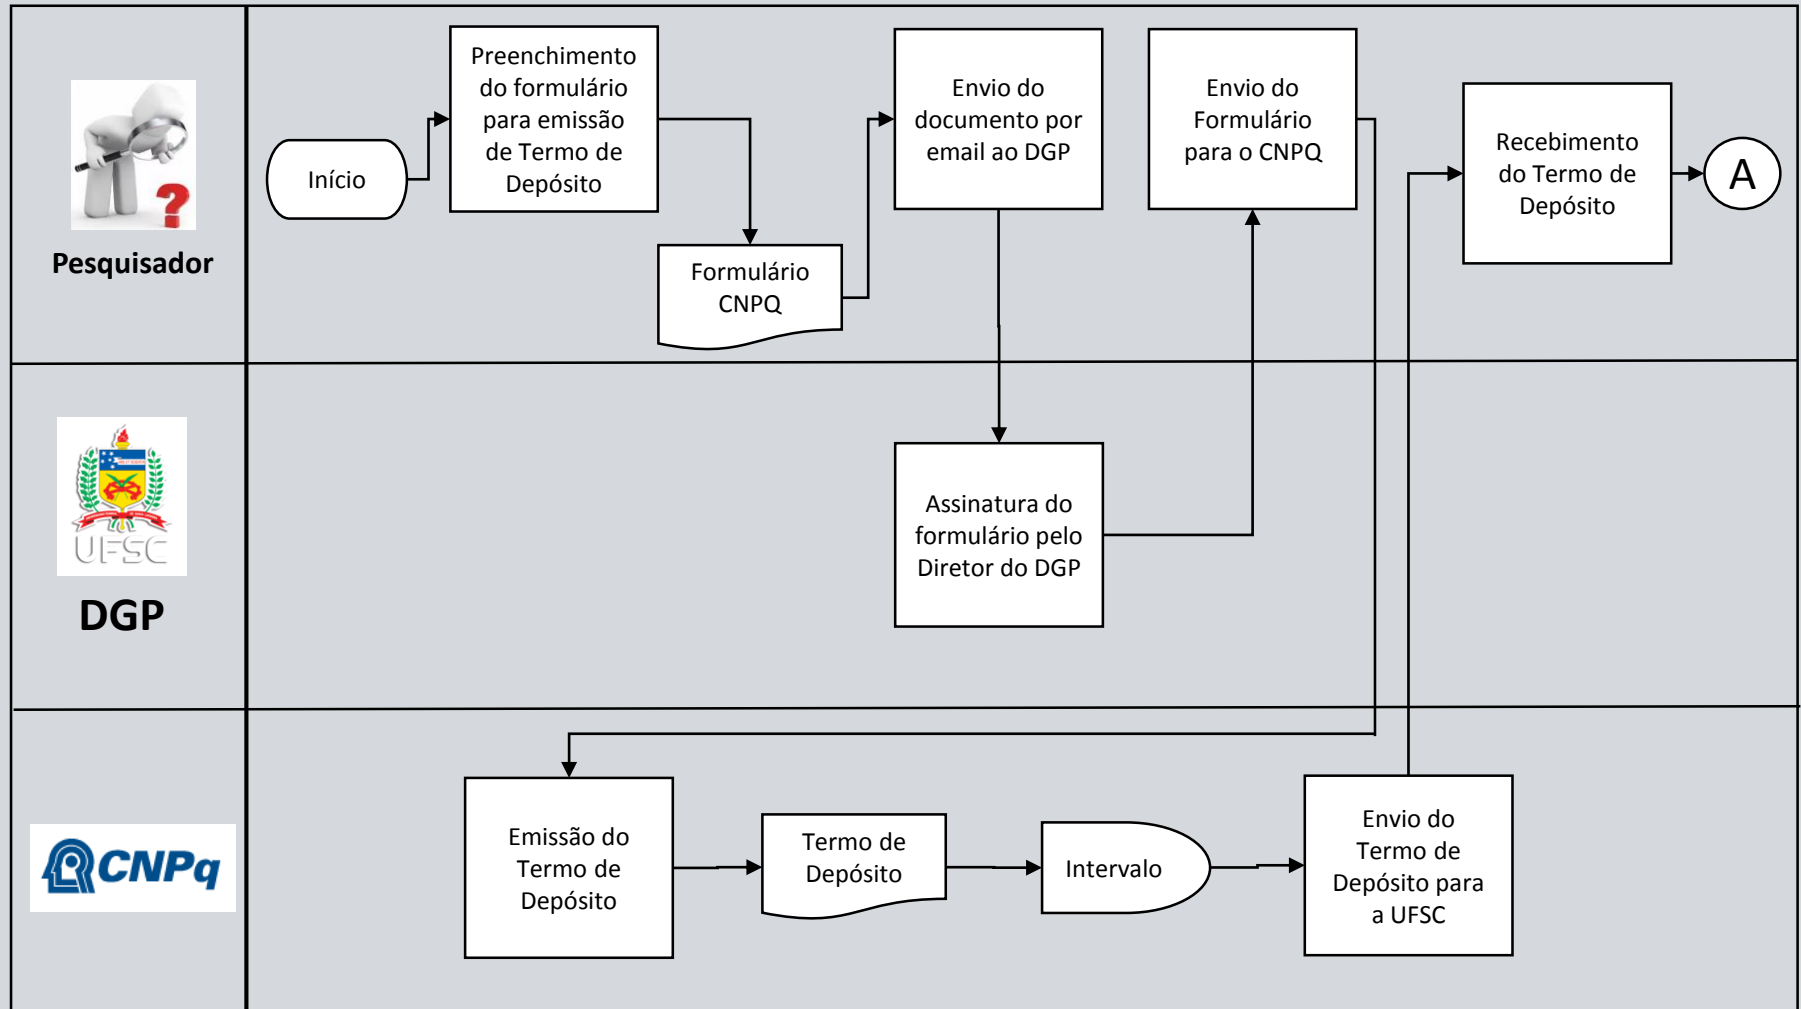 Pesquisador
Início
Preenchimento
do formulário
para emissão
de Termo de
Depósito
Formulário
CNPQ
Envio do
documento por
email ao DGP
Envio do
Formulário
para o CNPQ
Recebimento
do Termo de
Depósito
A
UFSC
DGP
Assinatura do
formulário pelo
Diretor do DGP
CNPq
Emissão do
Termo de
Depósito
Termo de
Depósito
Intervalo
Envio do
Termo de
Depósito para
a UFSC